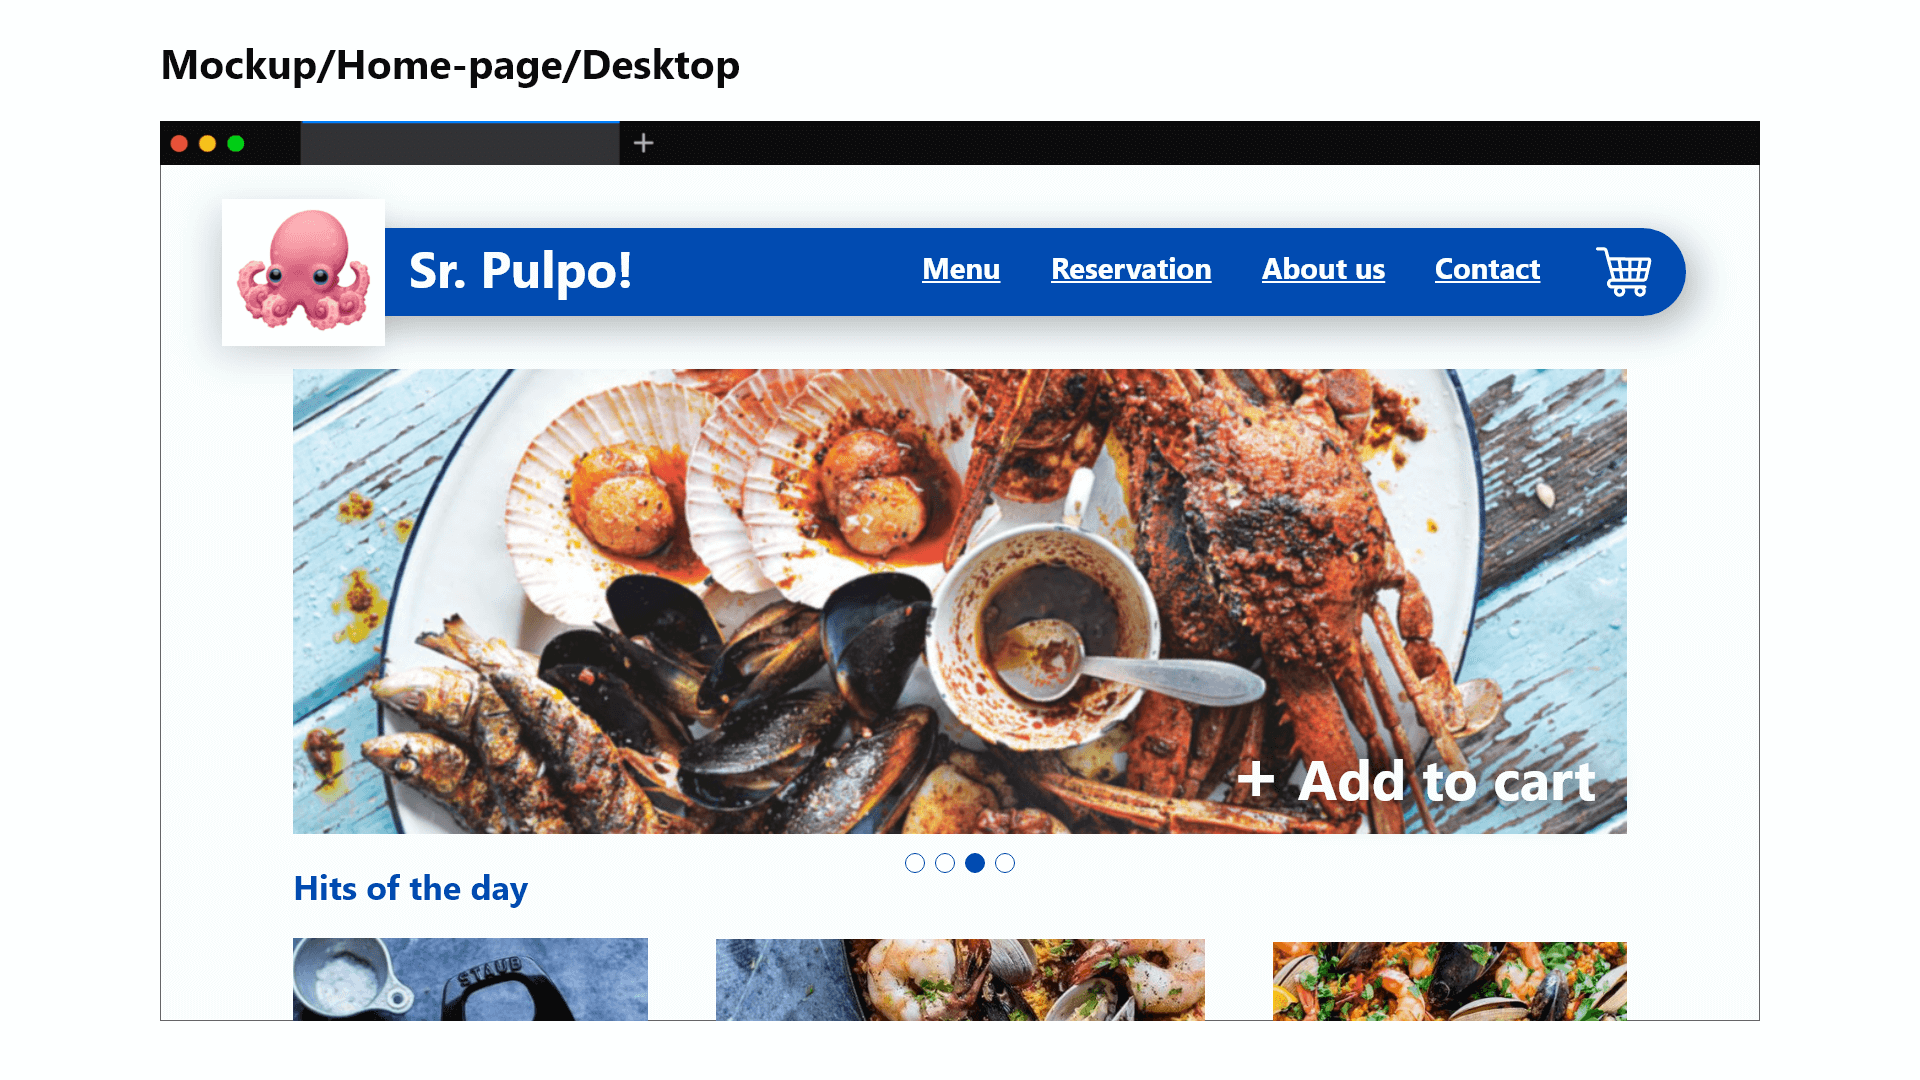 Mockup/Home-page/Desktop
Sr. Pulpo!
Menu
Reservation
About us
Contact
+ Add to cart
Hits of the day
STAUB